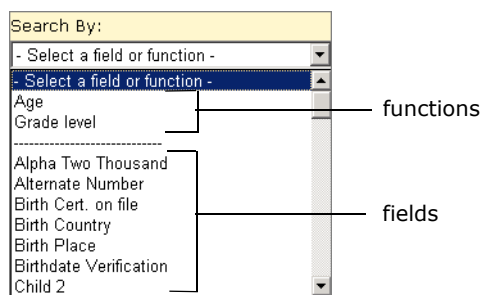 Search By:
- Select a field or function -
- Select a field or function -
Age
Grade level
functions
-----------------------------
Alpha Two Thousand
Alternate Number
Birth Cert. on file
Birth Country
fields
Birth Place
Birthdate Verification
Child 2